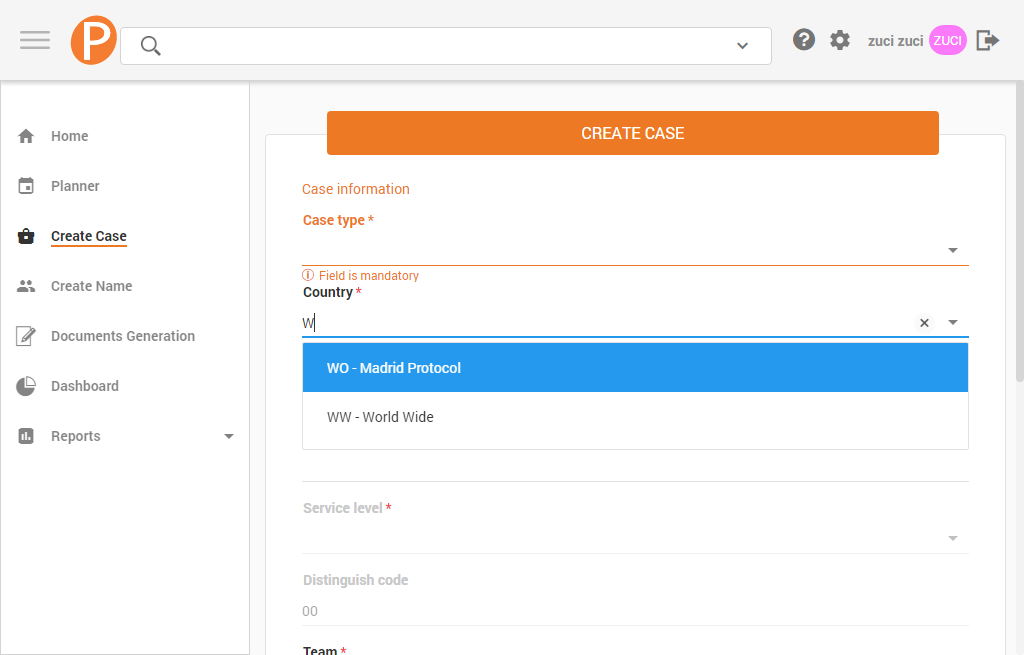 P
zuci zuci ZUCI
Home
Planner
Create Case
Create Name
Documents Generation
Dashboard
Reports
CREATE CASE
Case information
Case type *
Field is mandatory
Country *
W
WO - Madrid Protocol
WW - World Wide
Service level *
Distinguish code
00
Team *